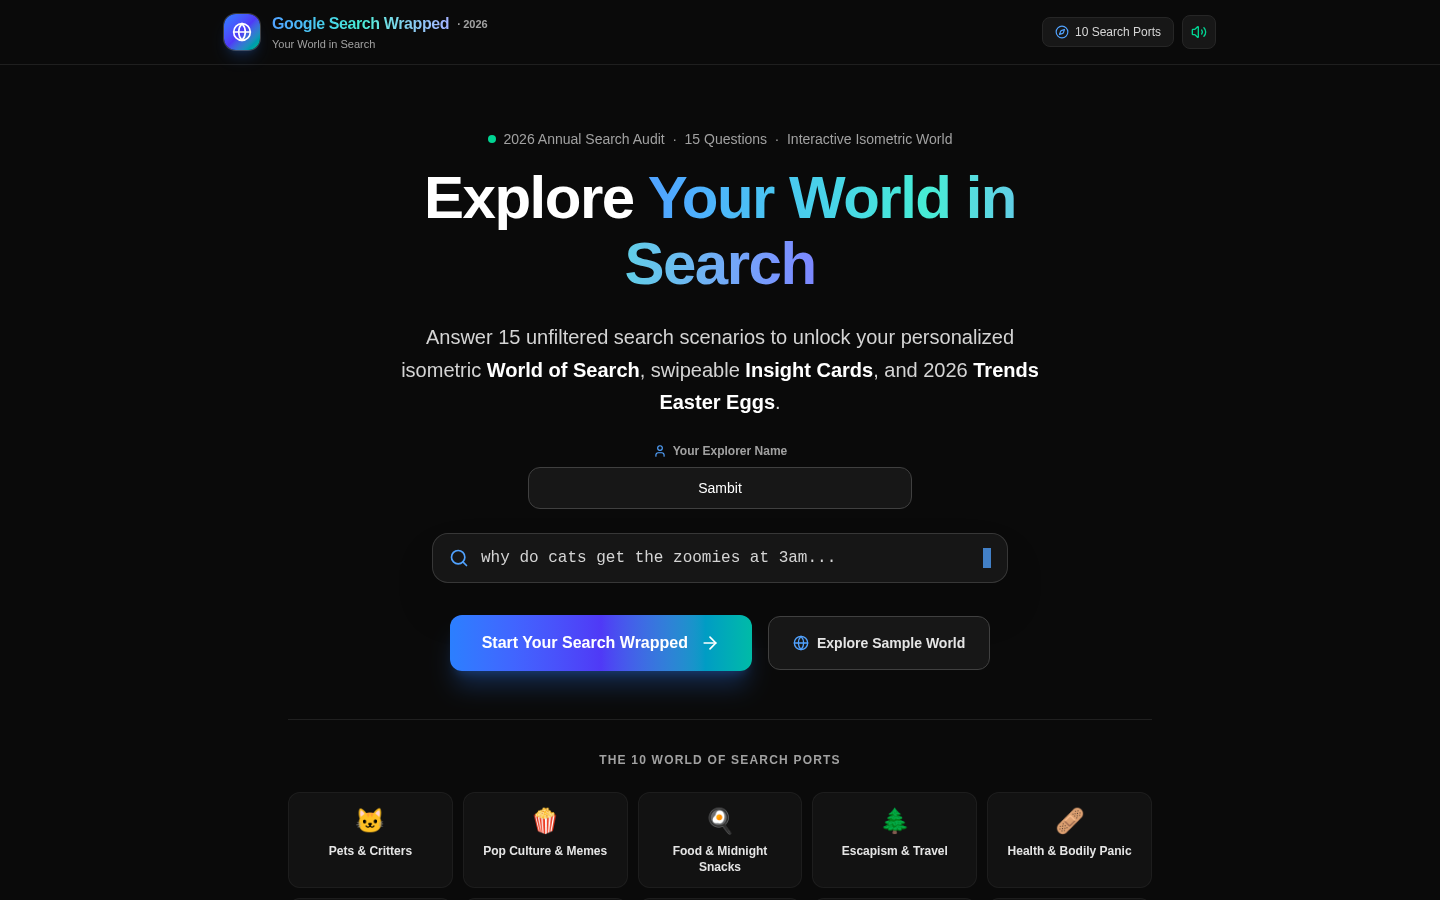 Google Search Wrapped · 2026
Your World in Search
10 Search Ports
2026 Annual Search Audit · 15 Questions · Interactive Isometric World
Explore Your World in
Search
Answer 15 unfiltered search scenarios to unlock your personalized
isometric World of Search, swipeable Insight Cards, and 2026 Trends
Easter Eggs.
Your Explorer Name
Sambit
why do cats get the zoomies at 3am...
Start Your Search Wrapped
Explore Sample World
THE 10 WORLD OF SEARCH PORTS
Pets & Critters
Pop Culture & Memes
Food & Midnight
Snacks
Escapism & Travel
Health & Bodily Panic